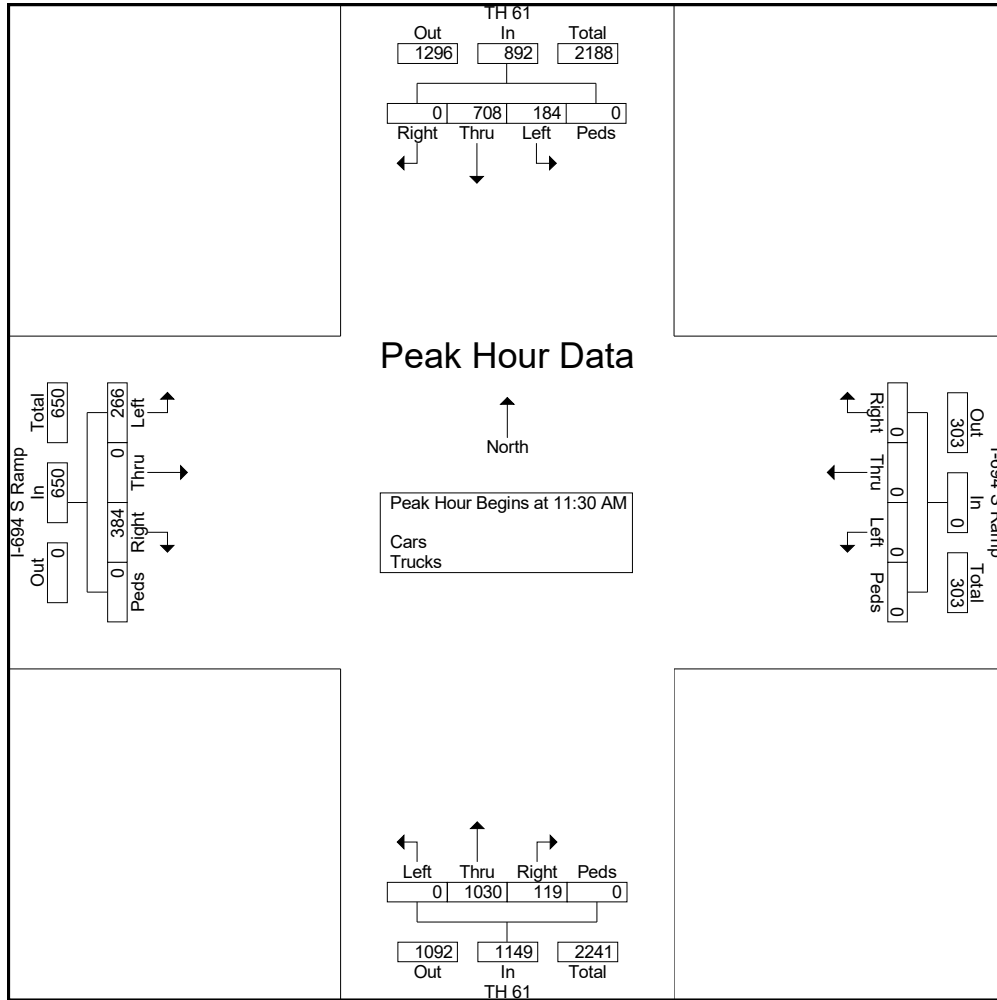 TH 61
Out In Total
1296 892 2188
0 708 184 0
Right Thru Left Peds
Peak Hour Data
North
Peak Hour Begins at 11:30 AM
Cars
Trucks
I-694 S Ramp
Total In Out
650 650 0
266 0 384 0
Left Thru Right Peds
Right Thru Left Peds
0 0 0 0
Out In Total
303 0 303
I-694 S Ramp
Left Thru Right Peds
0 1030 119 0
1092 1149 2241
Out In Total
TH 61